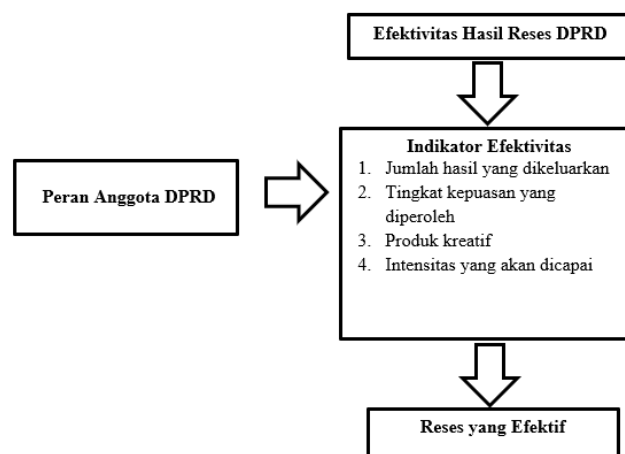 Efektivitas Hasil Reses DPRD
Peran Anggota DPRD
Indikator Efektivitas
1. Jumlah hasil yang dikeluarkan
2. Tingkat kepuasan yang
diperoleh
3. Produk kreatif
4. Intensitas yang akan dicapai
Reses yang Efektif